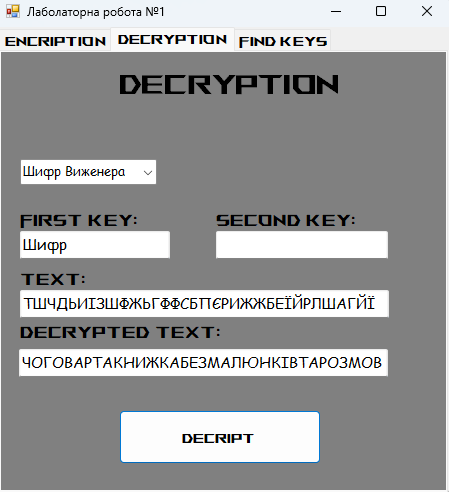 Лаболаторна робота №1
ENCRIPTION DECRYPTION FIND KEYS
DECRYPTION
Шифр Виженера
FIRST KEY: SECOND KEY:
Шифр
TEXT:
ТШЧДЬИІЗШФЖЬГФФСБПЄРИЖЖБЕЇЙРЛШАГЙЇ
DECRYPTED TEXT:
ЧОГОВАРТАКНИЖКАБЕЗМАЛЮНКІВТАРОЗМОВ
DECRIPT